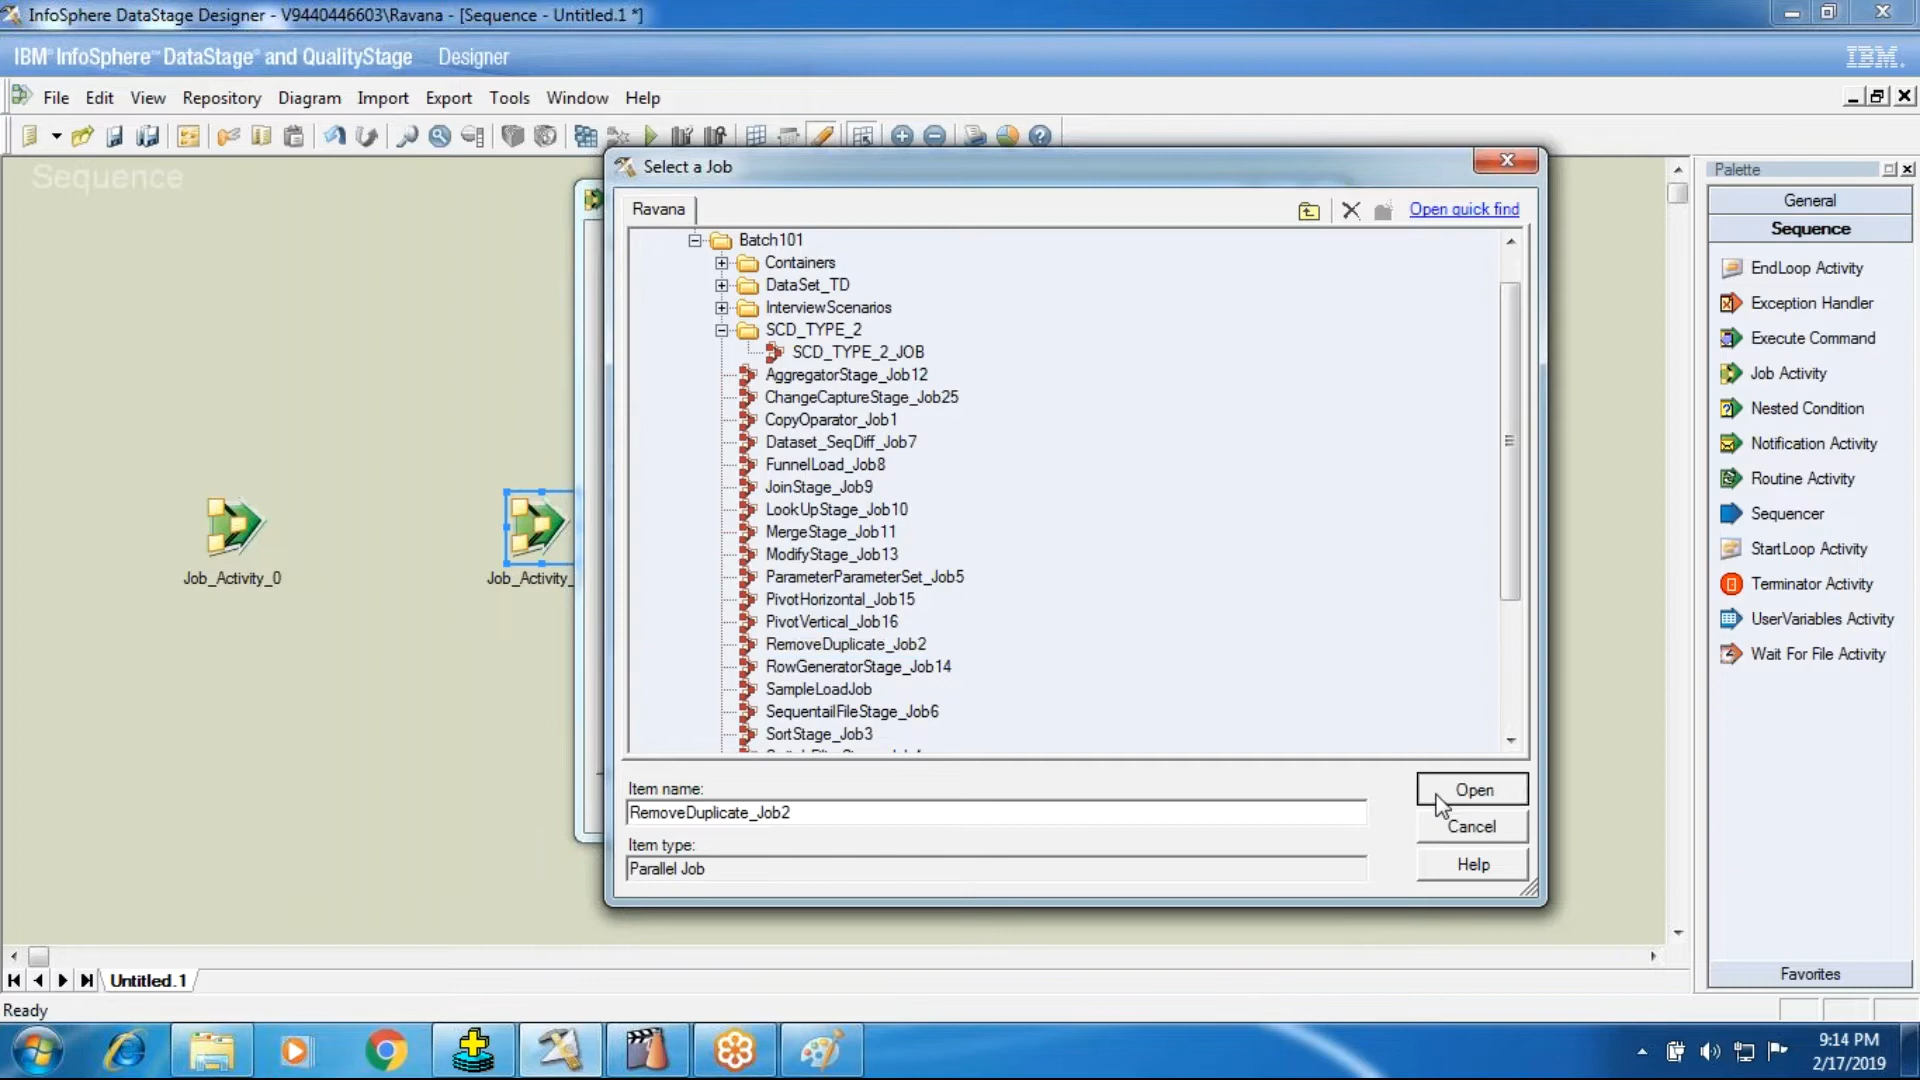 InfoSphere DataStage Designer - V9440446603\Ravana - [Sequence - Untitled.1 *]
IBM® InfoSphere™ DataStage® and QualityStage Designer
IBM.
File Edit View Repository Diagram Import Export Tools Window Help
Sequence
Select a Job
Ravana
Open quick find
Batch101
Containers
DataSet_TD
InterviewScenarios
SCD_TYPE_2
SCD_TYPE_2_JOB
AggregatorStage_Job12
ChangeCaptureStage_Job25
CopyOparator_Job1
Dataset_SeqDiff_Job7
FunnelLoad_Job8
JoinStage_Job9
LookUpStage_Job10
MergeStage_Job11
ModifyStage_Job13
ParameterParameterSet_Job5
PivotHorizontal_Job15
PivotVertical_Job16
RemoveDuplicate_Job2
RowGeneratorStage_Job14
SampleLoadJob
SequentailFileStage_Job6
SortStage_Job3
Item name:
RemoveDuplicate_Job2
Item type:
Parallel Job
Open
Cancel
Help
Job_Activity_0
Job_Activity_
Palette
General
Sequence
EndLoop Activity
Exception Handler
Execute Command
Job Activity
Nested Condition
Notification Activity
Routine Activity
Sequencer
StartLoop Activity
Terminator Activity
UserVariables Activity
Wait For File Activity
Favorites
Untitled.1
Ready
9:14 PM
2/17/2019